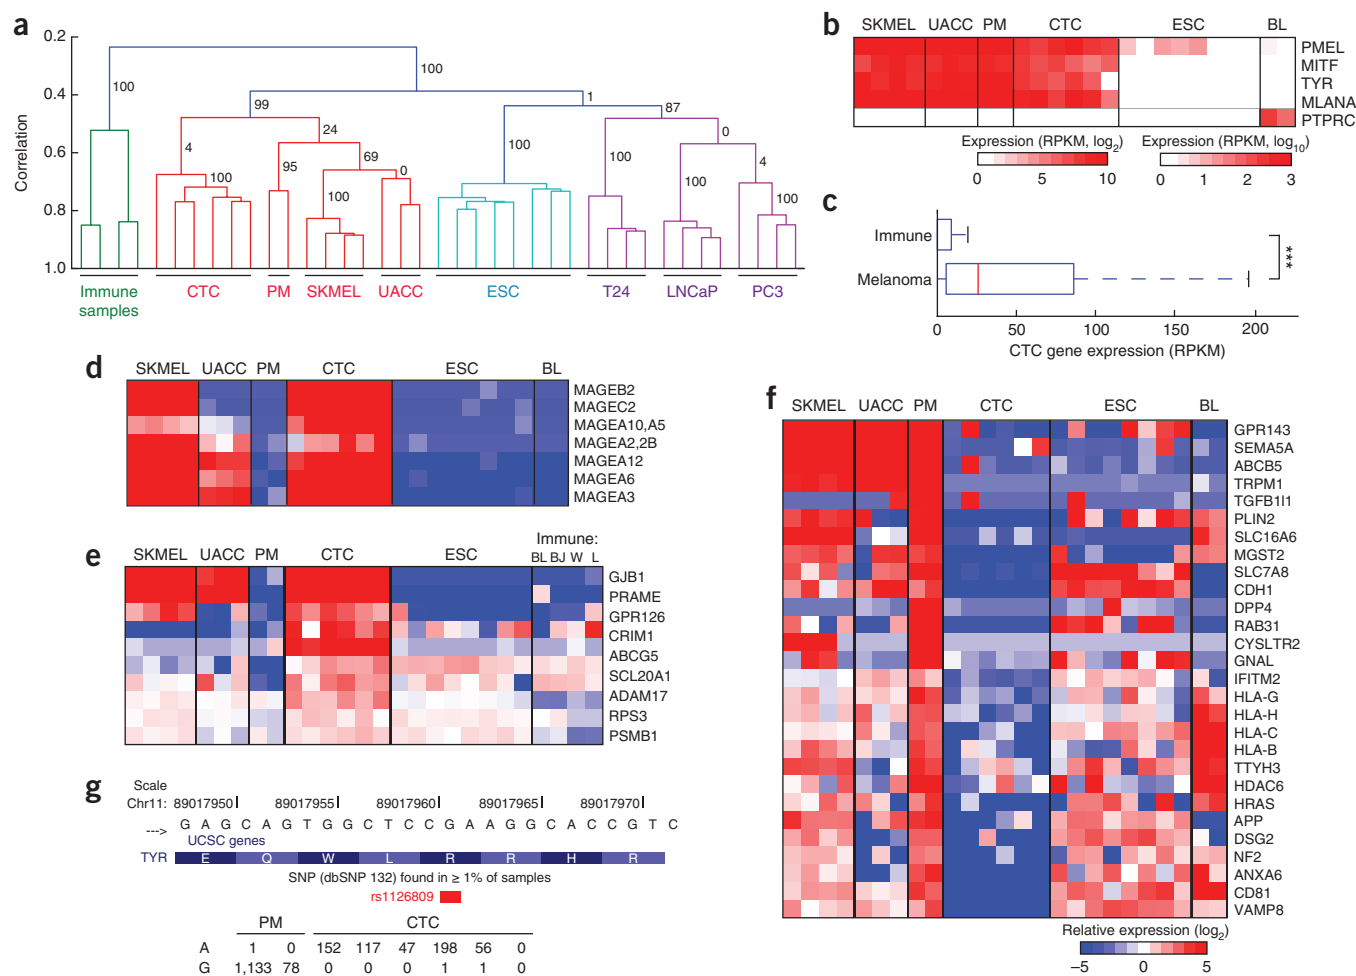 a
Correlation
0.2
0.4
0.6
0.8
1.0
100
100
99
1
87
24
0
4
100
95
69
0
100
100
100
100
4
100
Immune samples
CTC
PM
SKMEL
UACC
ESC
T24
LNCaP
PC3
b
SKMEL UACC PM CTC ESC BL
PMEL
MITF
TYR
MLANA
PTPRC
Expression (RPKM, log2)
0 5 10
Expression (RPKM, log10)
0 1 2 3
c
Immune
Melanoma
***
0 50 100 150 200
CTC gene expression (RPKM)
d
SKMEL UACC PM CTC ESC BL
MAGEB2
MAGEC2
MAGEA10,A5
MAGEA2,2B
MAGEA12
MAGEA6
MAGEA3
e
Immune:
SKMEL UACC PM CTC ESC BL BJ W L
GJB1
PRAME
GPR126
CRIM1
ABCG5
SCL20A1
ADAM17
RPS3
PSMB1
f
SKMEL UACC PM CTC ESC BL
GPR143
SEMA5A
ABCB5
TRPM1
TGFB1I1
PLIN2
SLC16A6
MGST2
SLC7A8
CDH1
DPP4
RAB31
CYSLTR2
GNAL
IFITM2
HLA-G
HLA-H
HLA-C
HLA-B
TTYH3
HDAC6
HRAS
APP
DSG2
NF2
ANXA6
CD81
VAMP8
Relative expression (log2)
−5 0 5
g
Scale
Chr11: 89017950 89017955 89017960 89017965 89017970
---> G A G C A G T G G C T C C G A A G G C A C C G T C
UCSC genes
TYR E Q W L R R H R
SNP (dbSNP 132) found in ≥ 1% of samples
rs1126809
PM CTC
A 1 0 152 117 47 198 56 0
G 1,133 78 0 0 0 1 1 0